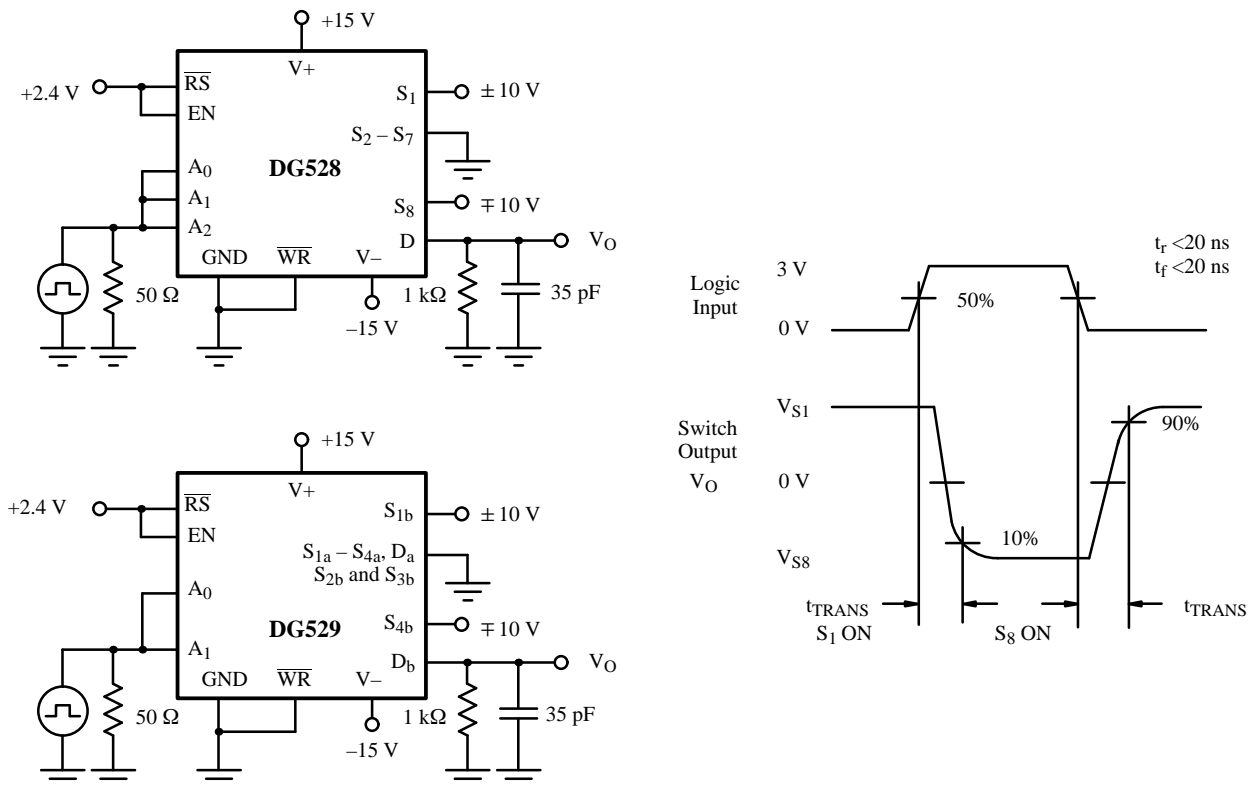 +15 V
V+
+2.4 V
RS
EN
S1
± 10 V
S2 – S7
DG528
A0
A1
A2
S8
∓ 10 V
D
VO
GND
WR
V–
50 Ω
–15 V
1 kΩ
35 pF
+15 V
V+
+2.4 V
RS
EN
S1b
± 10 V
S1a – S4a, Da
S2b and S3b
A0
DG529
S4b
∓ 10 V
A1
Db
VO
GND
WR
V–
50 Ω
–15 V
1 kΩ
35 pF
tr <20 ns
tf <20 ns
Logic
Input
3 V
50%
0 V
VS1
90%
Switch
Output
VO
0 V
10%
VS8
tTRANS
S1 ON
S8 ON
tTRANS